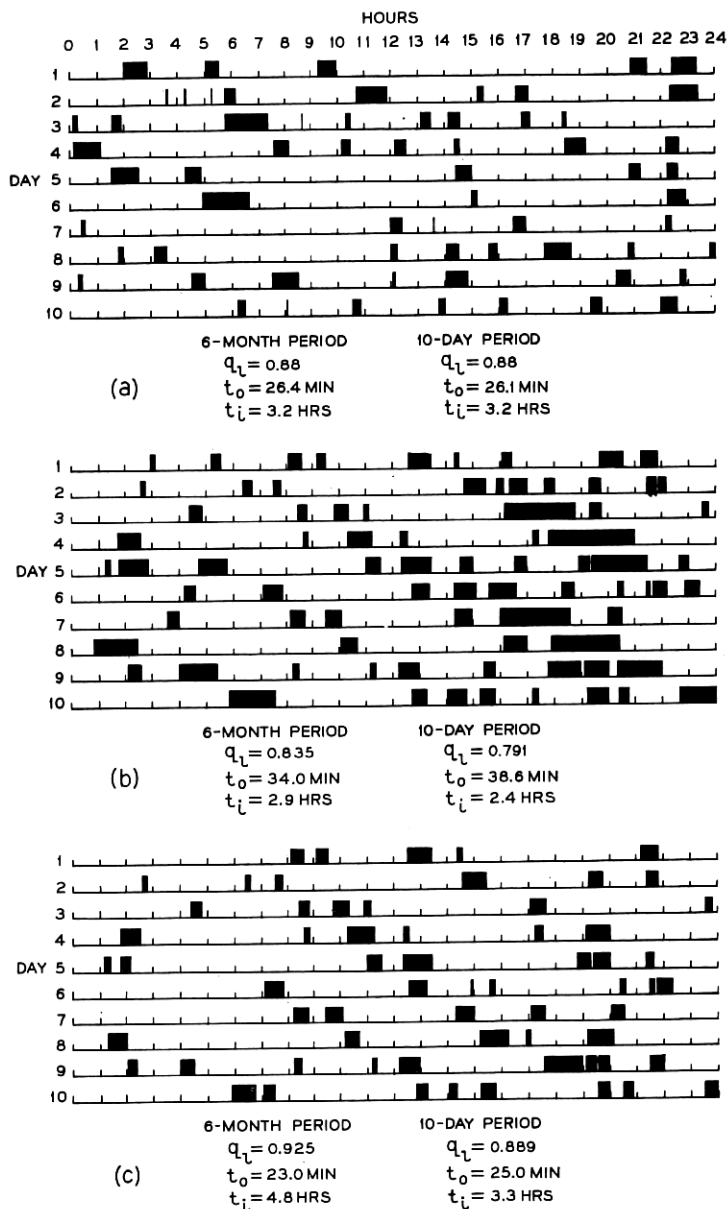 HOURS
0 1 2 3 4 5 6 7 8 9 10 11 12 13 14 15 16 17 18 19 20 21 22 23 24
1
2
3
4
DAY 5
6
7
8
9
10
6-MONTH PERIOD 10-DAY PERIOD
q_l = 0.88 q_l = 0.88
(a) t_o = 26.4 MIN t_o = 26.1 MIN
t_i = 3.2 HRS t_i = 3.2 HRS
1
2
3
4
DAY 5
6
7
8
9
10
6-MONTH PERIOD 10-DAY PERIOD
q_l = 0.835 q_l = 0.791
(b) t_o = 34.0 MIN t_o = 38.6 MIN
t_i = 2.9 HRS t_i = 2.4 HRS
1
2
3
4
DAY 5
6
7
8
9
10
6-MONTH PERIOD 10-DAY PERIOD
q_l = 0.925 q_l = 0.889
(c) t_o = 23.0 MIN t_o = 25.0 MIN
t_i = 4.8 HRS t_i = 3.3 HRS